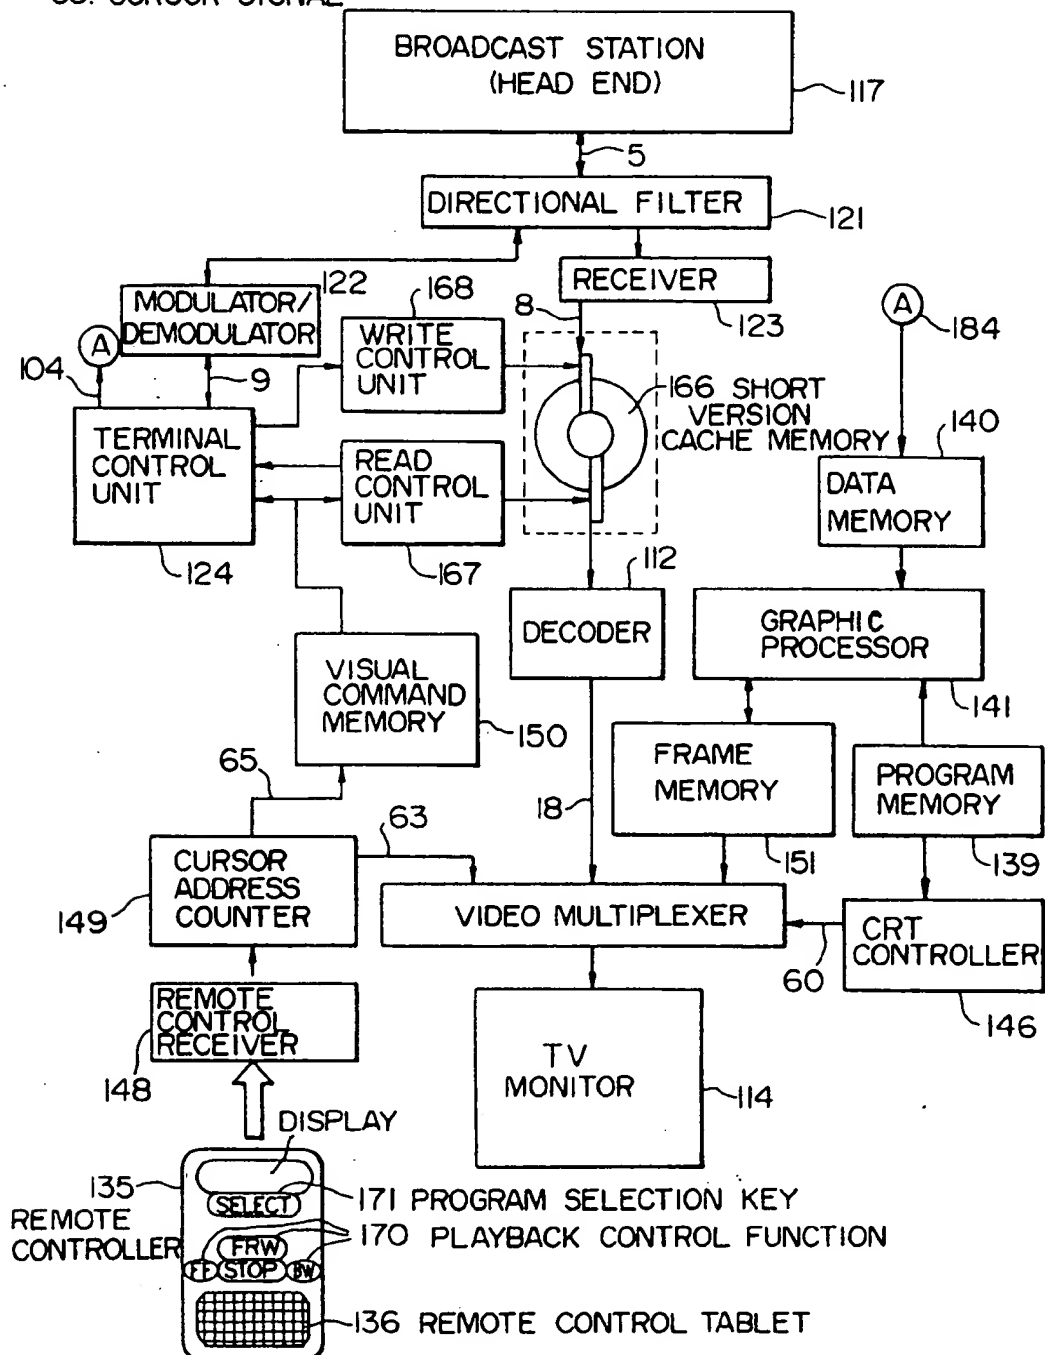 BROADCAST STATION
(HEAD END)
117
5
DIRECTIONAL FILTER
121
RECEIVER
123
122
MODULATOR/
DEMODULATOR
168
WRITE
CONTROL
UNIT
8
A
184
A
104
9
166 SHORT
VERSION
CACHE MEMORY
TERMINAL
CONTROL
UNIT
124
READ
CONTROL
UNIT
167
140
DATA
MEMORY
112
DECODER
GRAPHIC
PROCESSOR
141
VISUAL
COMMAND
MEMORY
150
FRAME
MEMORY
151
PROGRAM
MEMORY
139
65
63
18
CURSOR
ADDRESS
COUNTER
149
VIDEO MULTIPLEXER
60
CRT
CONTROLLER
146
REMOTE
CONTROL
RECEIVER
148
TV
MONITOR
114
DISPLAY
135
REMOTE
CONTROLLER
SELECT
171 PROGRAM SELECTION KEY
FRW
170 PLAYBACK CONTROL FUNCTION
FF
STOP
BW
136 REMOTE CONTROL TABLET